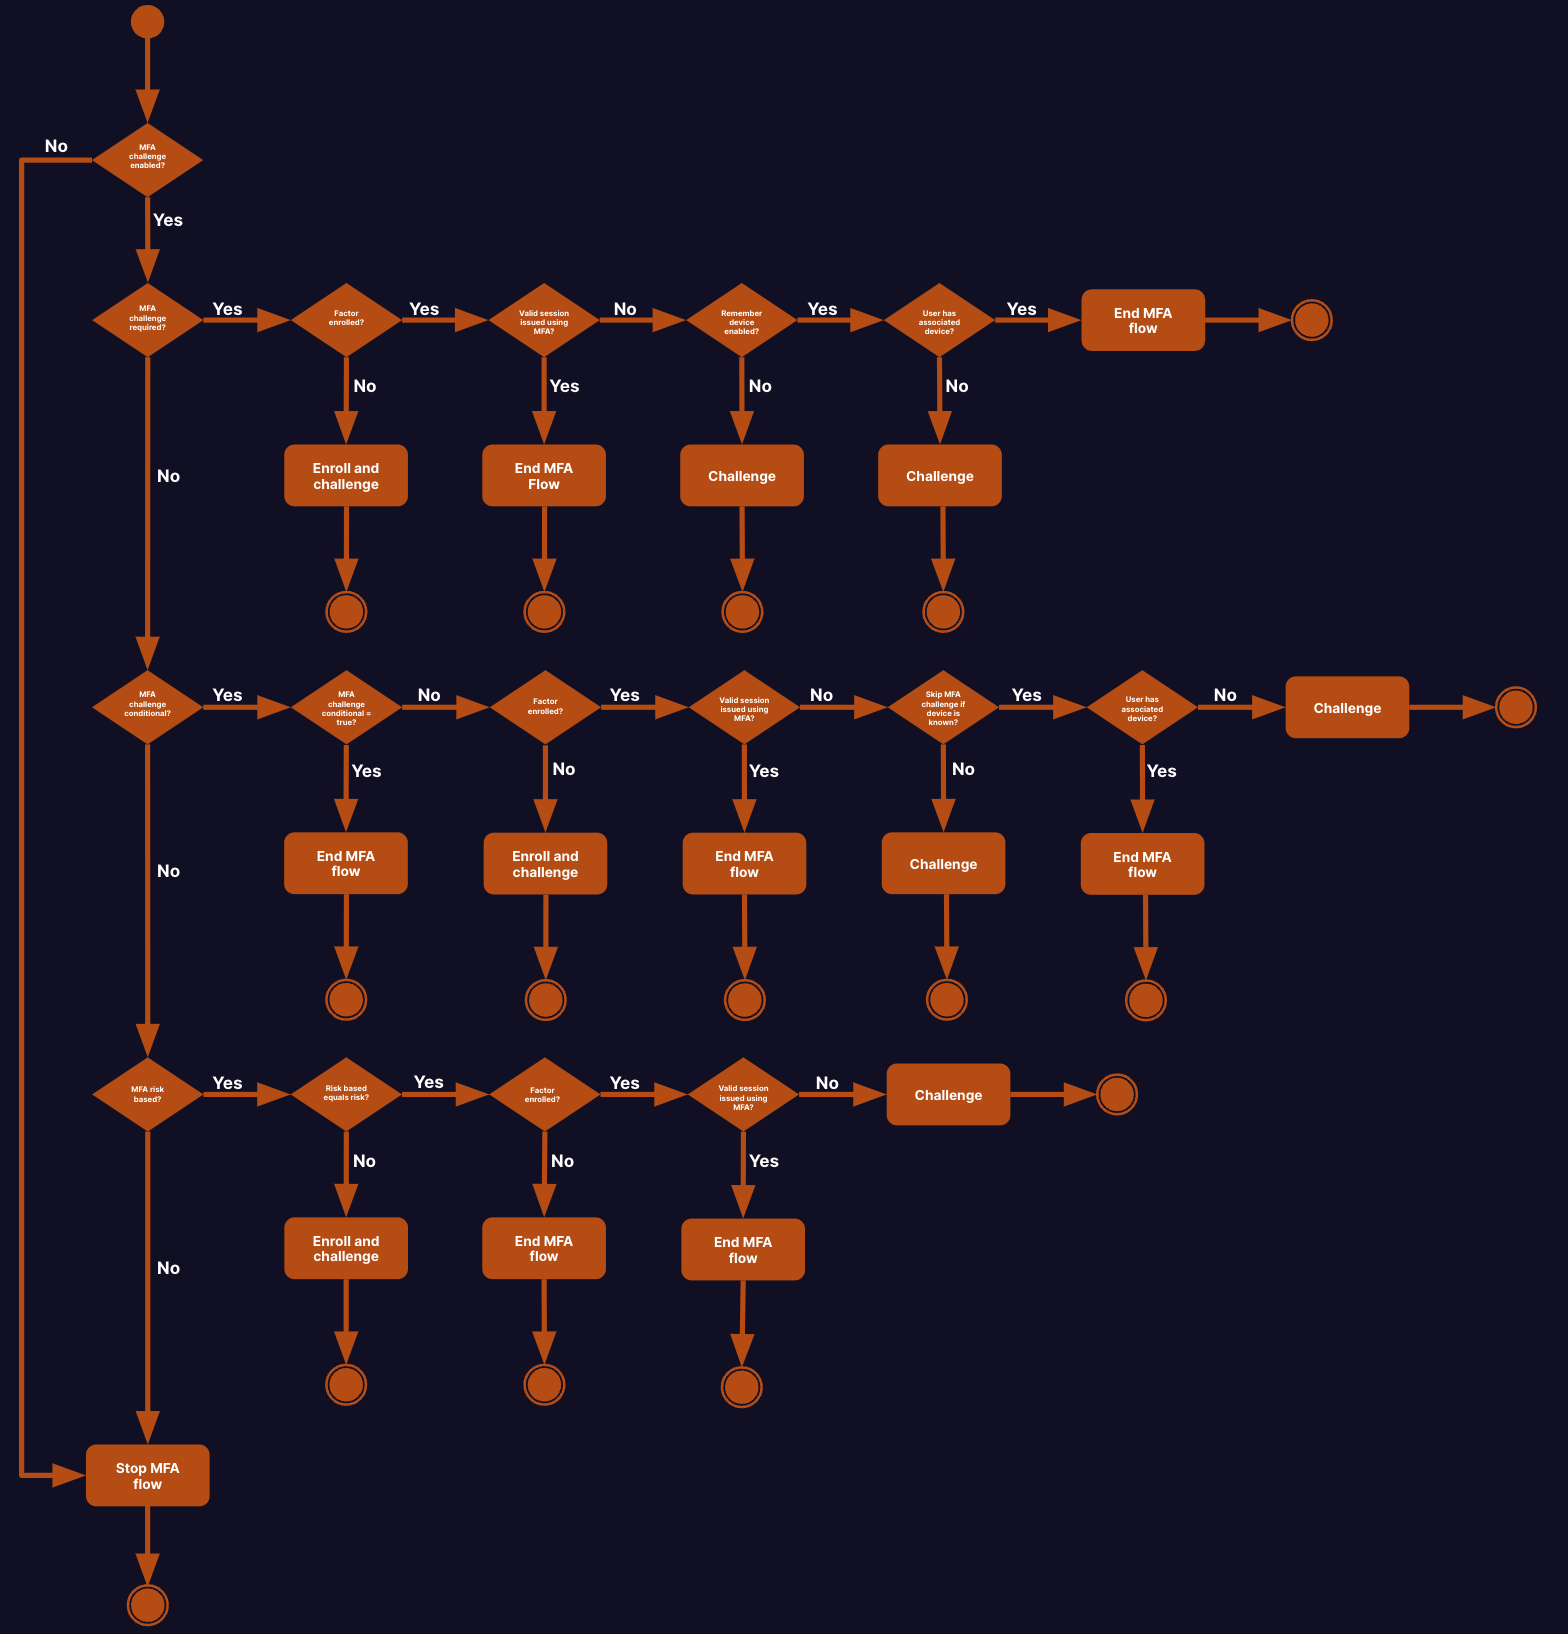 MFA
challenge
enabled?
No
Yes
MFA
challenge
required?
Yes
Factor
enrolled?
Yes
Valid session
issued using
MFA?
No
Remember
device
enabled?
Yes
User has
associated
device?
Yes
End MFA
flow
No
Yes
No
No
Enroll and
challenge
End MFA
Flow
Challenge
Challenge
No
MFA
challenge
conditional?
Yes
MFA
challenge
conditional =
true?
No
Factor
enrolled?
Yes
Valid session
issued using
MFA?
No
Skip MFA
challenge if
device is
known?
Yes
User has
associated
device?
No
Challenge
Yes
No
Yes
No
Yes
End MFA
flow
Enroll and
challenge
End MFA
flow
Challenge
End MFA
flow
No
MFA risk
based?
Yes
Risk based
equals risk?
Yes
Factor
enrolled?
Yes
Valid session
issued using
MFA?
No
Challenge
No
No
Yes
Enroll and
challenge
End MFA
flow
End MFA
flow
No
Stop MFA
flow